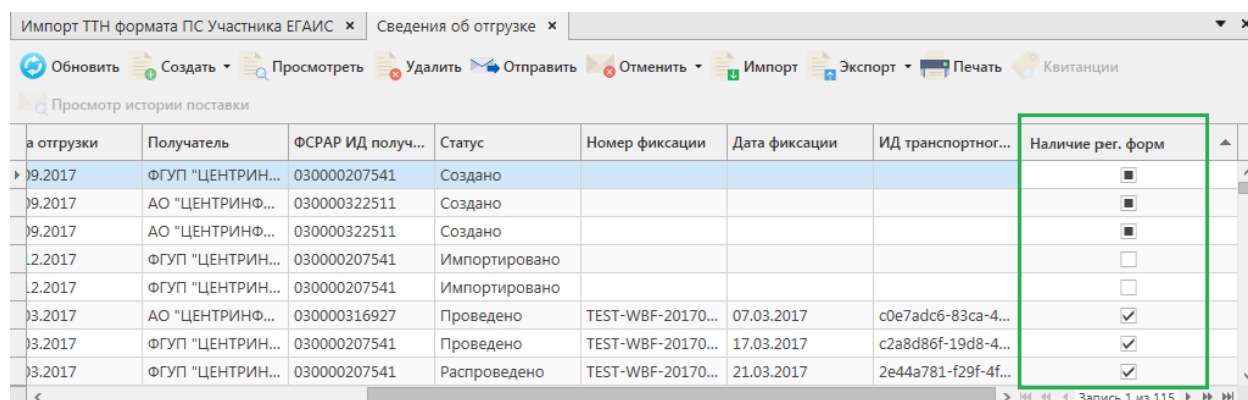 Импорт ТТН формата ПС Участника ЕГАИС × Сведения об отгрузке ×
Обновить Создать Просмотреть Удалить Отправить Отменить Импорт Экспорт Печать Квитанции
Просмотр истории поставки
а отгрузки Получатель ФСРАР ИД получ... Статус Номер фиксации Дата фиксации ИД транспортног... Наличие рег. форм
09.2017 ФГУП "ЦЕНТРИН... 030000207541 Создано
09.2017 АО "ЦЕНТРИНФ... 030000322511 Создано
09.2017 АО "ЦЕНТРИНФ... 030000322511 Создано
12.2017 ФГУП "ЦЕНТРИН... 030000207541 Импортировано
12.2017 ФГУП "ЦЕНТРИН... 030000207541 Импортировано
03.2017 АО "ЦЕНТРИНФ... 030000316927 Проведено TEST-WBF-20170... 07.03.2017 c0e7adc6-83ca-4...
03.2017 ФГУП "ЦЕНТРИН... 030000207541 Проведено TEST-WBF-20170... 17.03.2017 c2a8d86f-19d8-4...
03.2017 ФГУП "ЦЕНТРИН... 030000207541 Распроведено TEST-WBF-20170... 21.03.2017 2e44a781-f29f-4f...
Запись 1 из 115